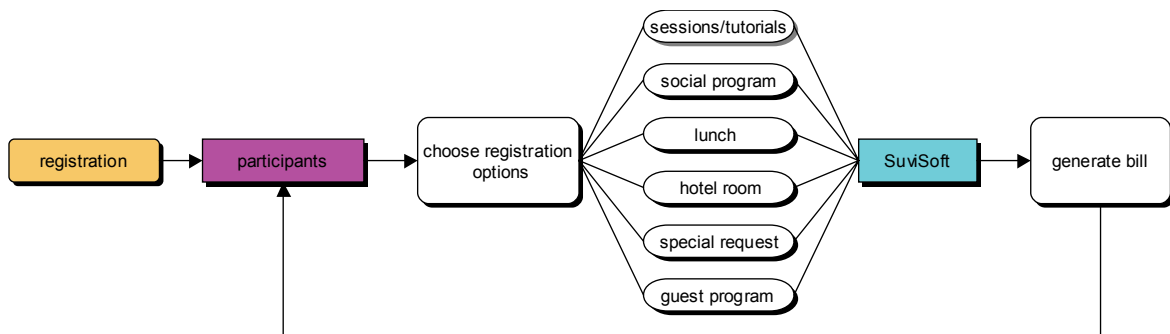 sessions/tutorials
social program
lunch
hotel room
special request
guest program
registration
participants
choose registration
options
SuviSoft
generate bill